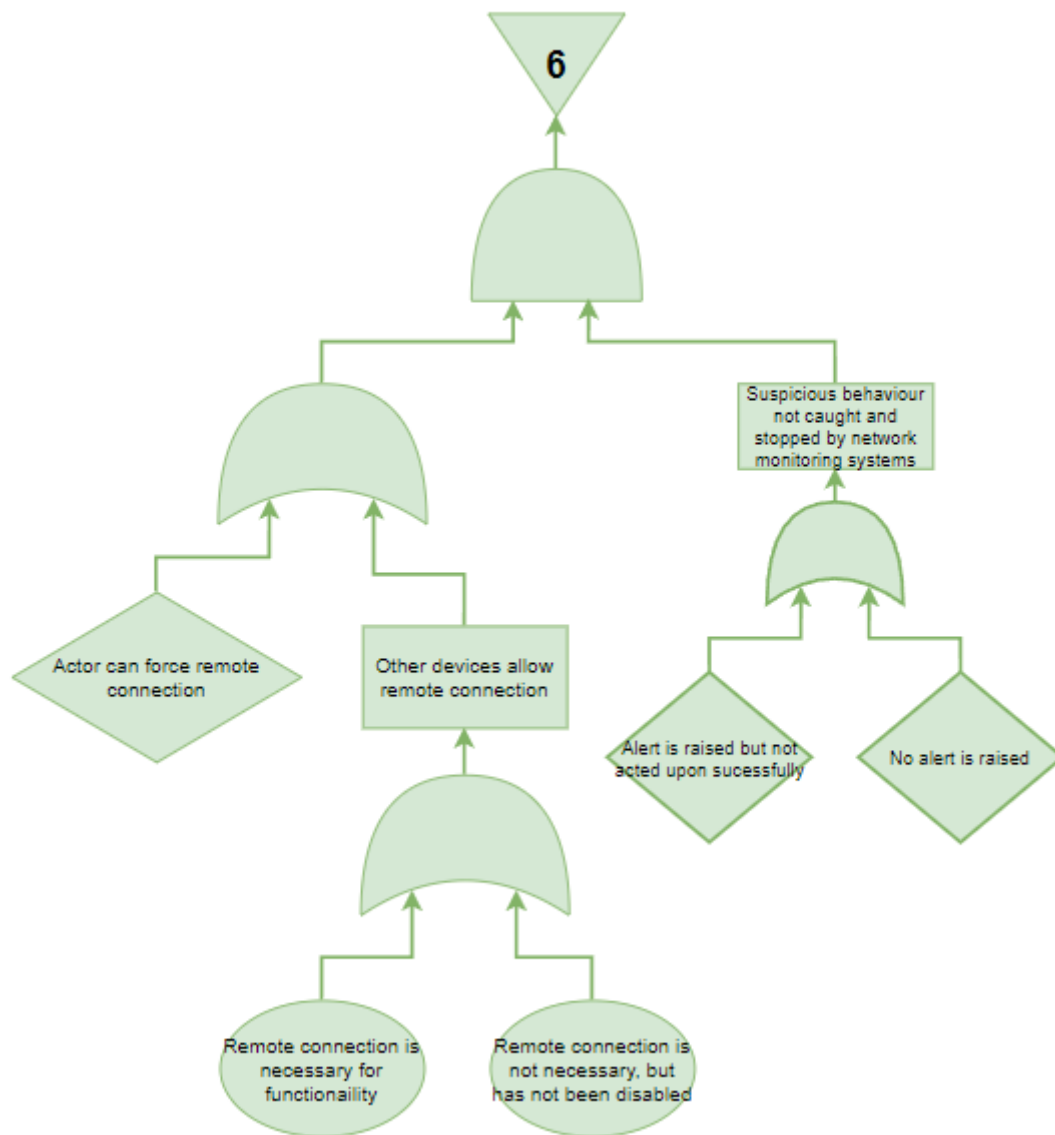 6
Suspicious behaviour
not caught and
stopped by network
monitoring systems
Actor can force remote
connection
Other devices allow
remote connection
Alert is raised but not
acted upon sucessfully
No alert is raised
Remote connection is
necessary for
functionaility
Remote connection is
not necessary, but
has not been disabled